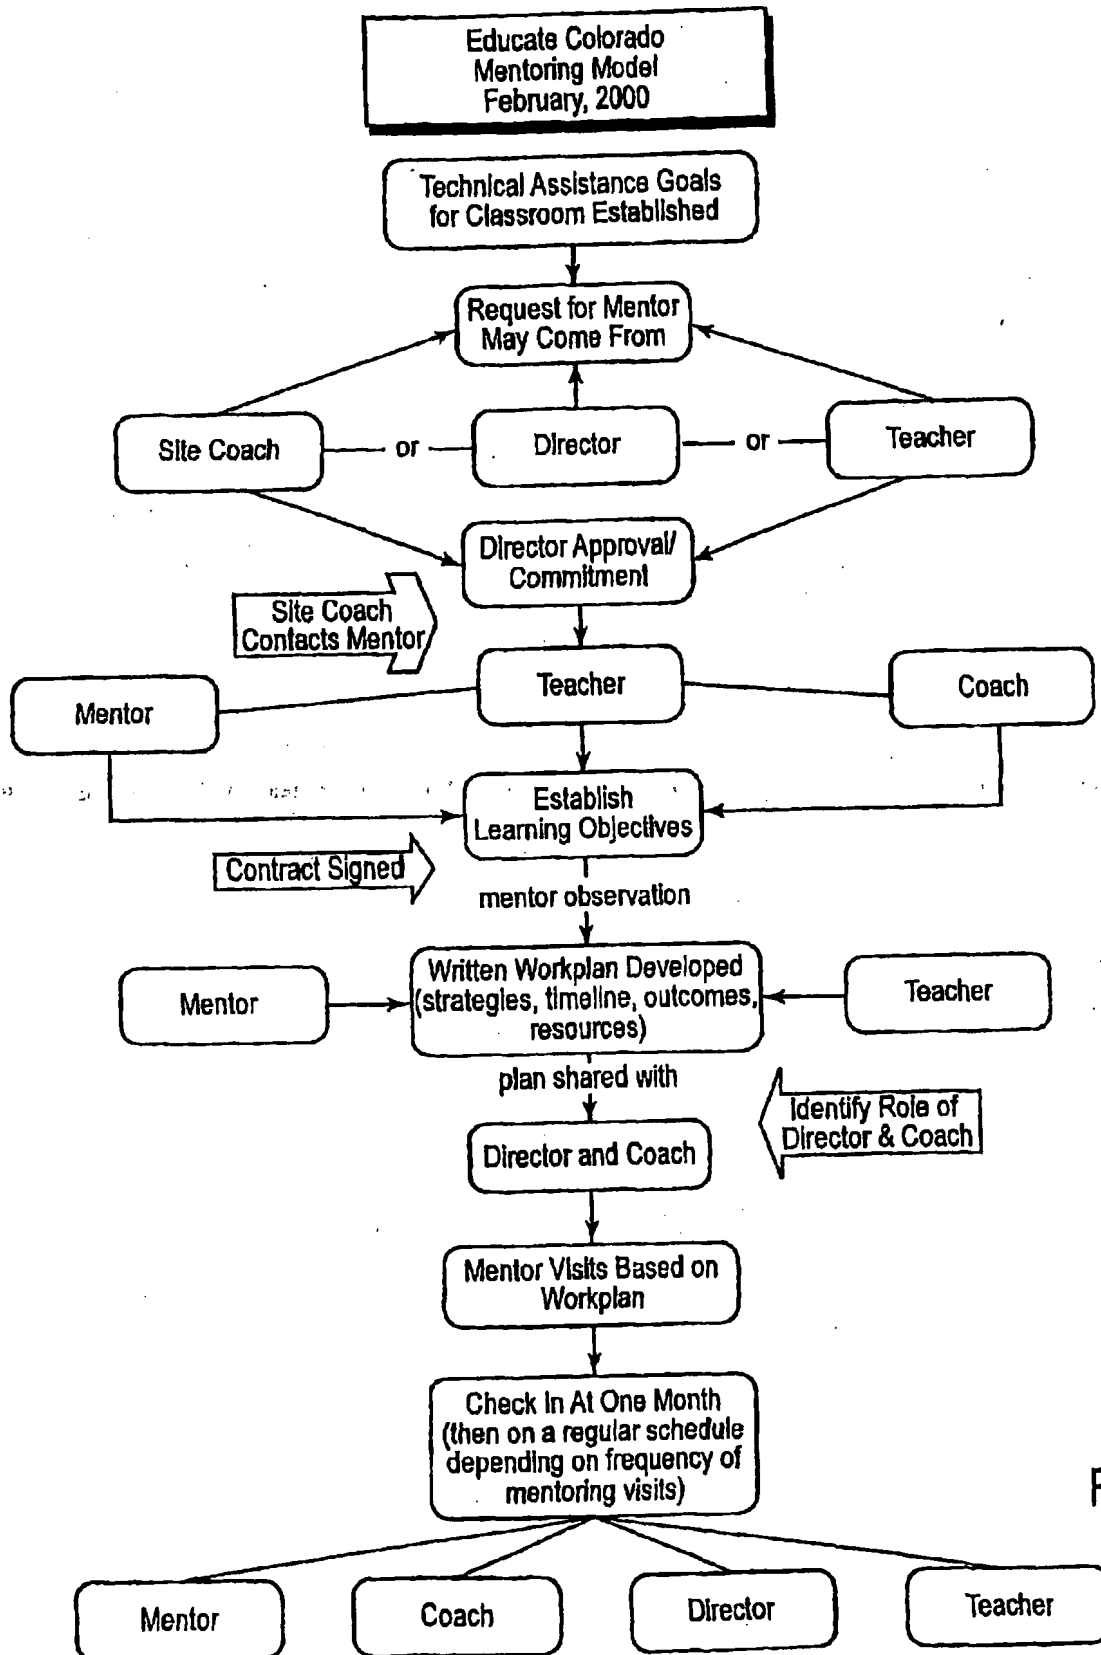 Educate Colorado
Mentoring Model
February, 2000
Technical Assistance Goals
for Classroom Established
Request for Mentor
May Come From
Site Coach
or
Director
or
Teacher
Director Approval/
Commitment
Site Coach
Contacts Mentor
Mentor
Teacher
Coach
Establish
Learning Objectives
Contract Signed
mentor observation
Mentor
Written Workplan Developed
(strategies, timeline, outcomes,
resources)
Teacher
plan shared with
Identify Role of
Director & Coach
Director and Coach
Mentor Visits Based on
Workplan
Check In At One Month
(then on a regular schedule
depending on frequency of
mentoring visits)
Mentor
Coach
Director
Teacher